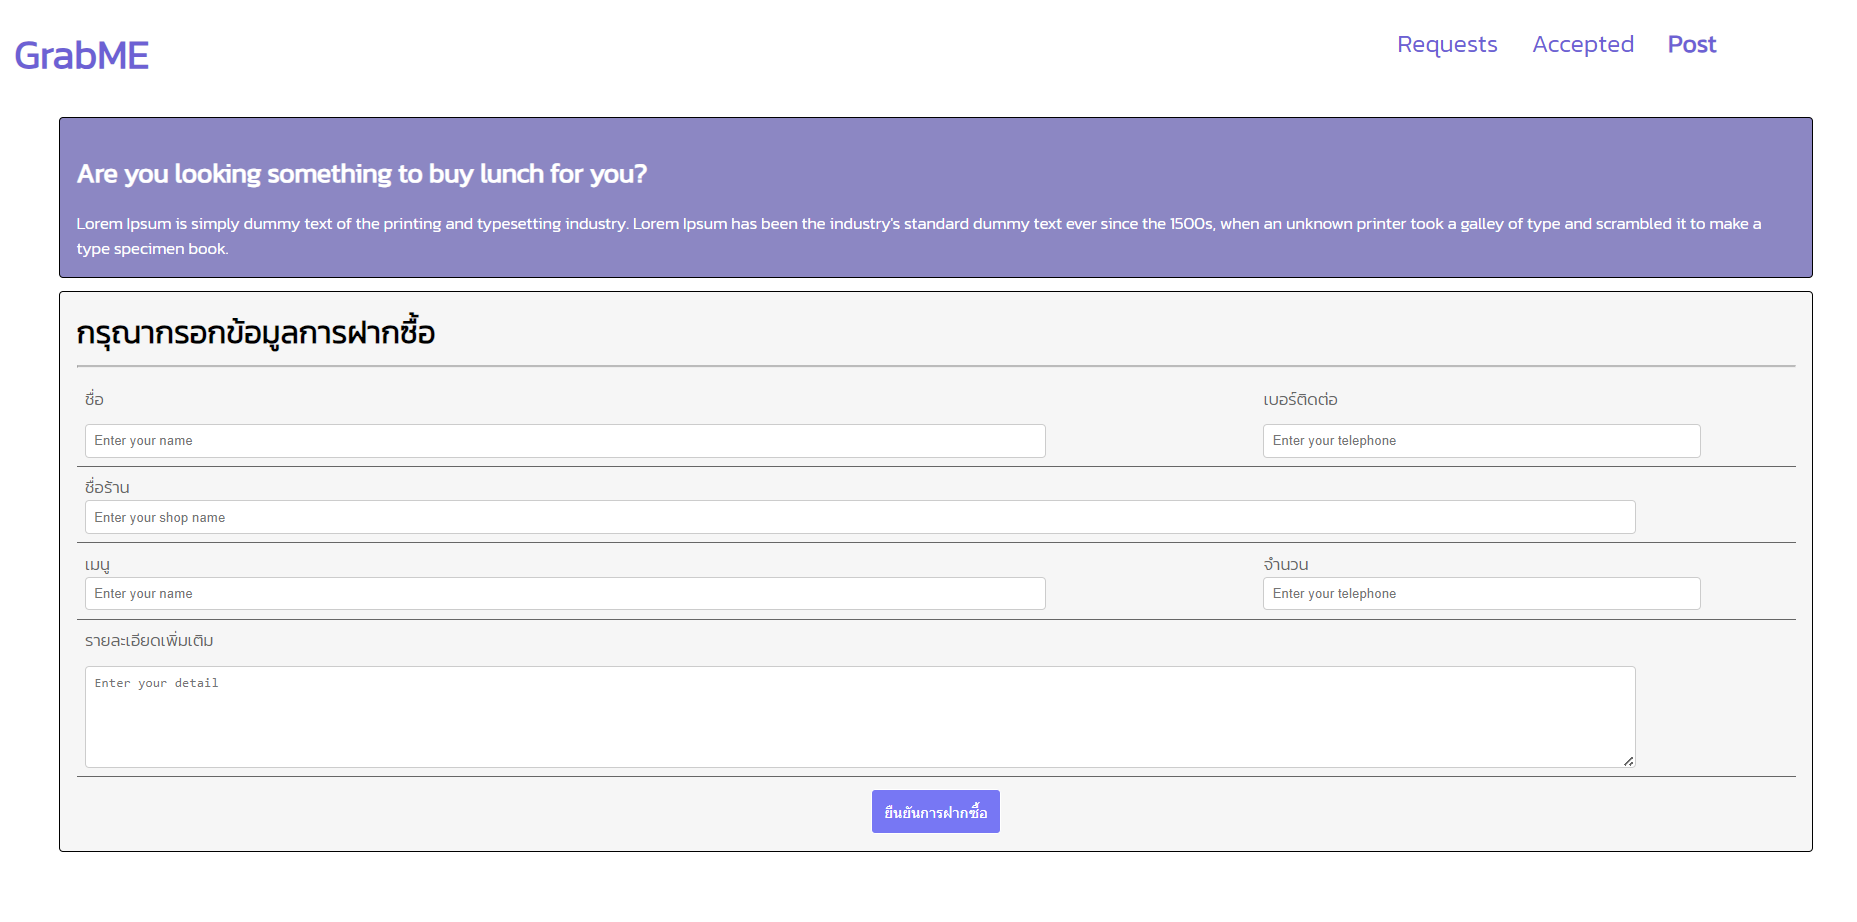 GrabME
Requests Accepted Post
Are you looking something to buy lunch for you?
Lorem Ipsum is simply dummy text of the printing and typesetting industry. Lorem Ipsum has been the industry's standard dummy text ever since the 1500s, when an unknown printer took a galley of type and scrambled it to make a
type specimen book.
กรุณากรอกข้อมูลการฝากซื้อ
ชื่อ เบอร์ติดต่อ
Enter your name Enter your telephone
ชื่อร้าน
Enter your shop name
เมนู จำนวน
Enter your name Enter your telephone
รายละเอียดเพิ่มเติม
Enter your detail
ยืนยันการฝากซื้อ